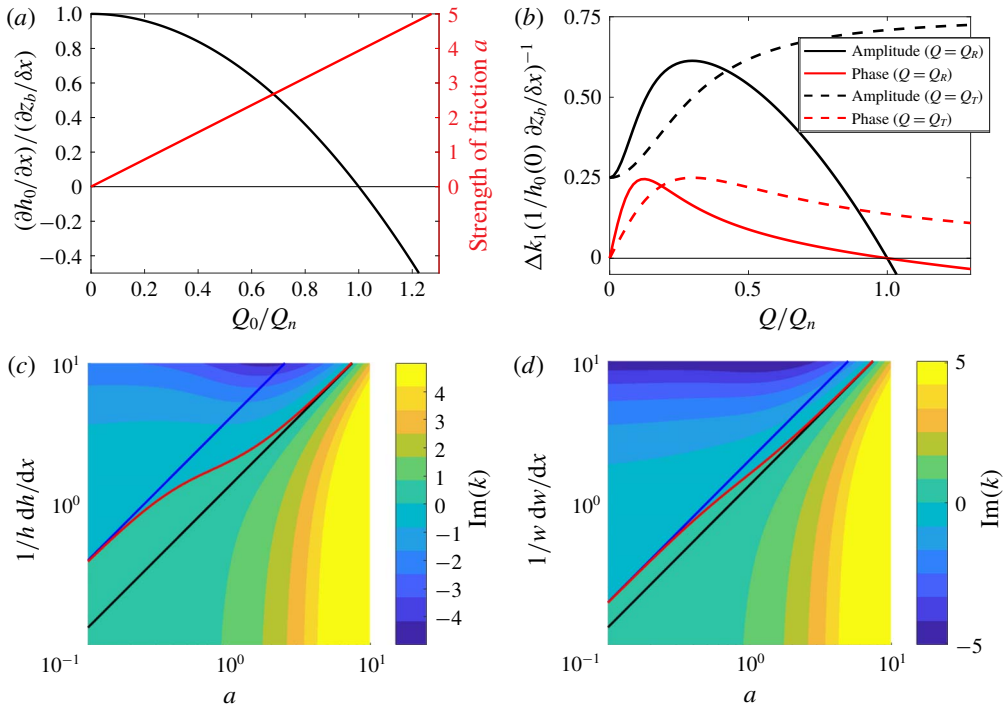 (a)
1.0
0.8
0.6
0.4
0.2
0
−0.2
−0.4
(∂h₀/∂x)/(∂z_b/δx)
0
0.2
0.4
0.6
0.8
1.0
1.2
Q₀/Qₙ
5
4
3
2
1
0
Strength of friction a
(b)
0.75
0.50
0.25
0
Δk₁(1/h₀(0) ∂z_b/δx)⁻¹
0
0.5
1.0
Q/Qₙ
Amplitude (Q = Q_R)
Phase (Q = Q_R)
Amplitude (Q = Q_T)
Phase (Q = Q_T)
(c)
10¹
10⁰
10⁻¹
1/h dh/dx
10⁰
10¹
a
4
3
2
1
0
−1
−2
−3
−4
Im(k)
(d)
10¹
10⁰
10⁻¹
1/w dw/dx
10⁰
10¹
a
5
0
−5
Im(k)